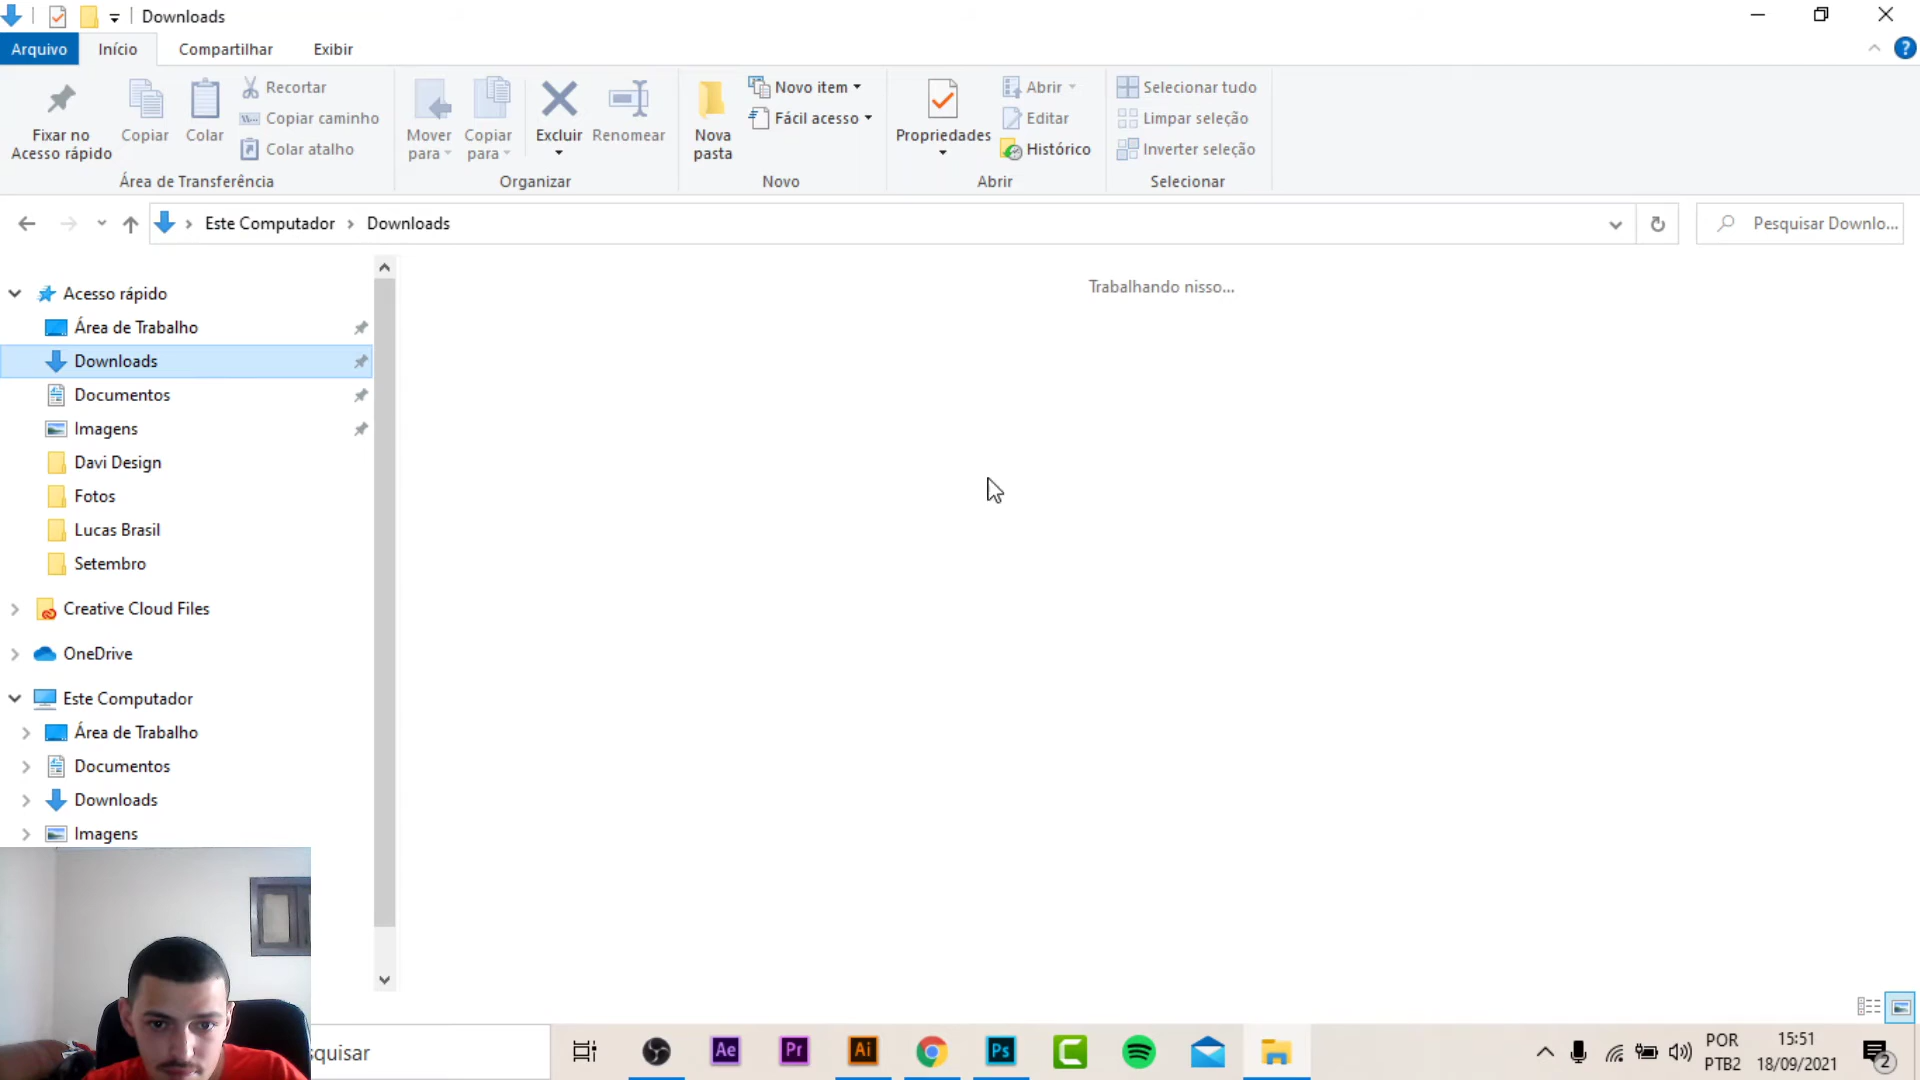 Downloads
Arquivo Início Compartilhar Exibir
Fixar no Acesso rápido
Copiar
Colar
Recortar
Copiar caminho
Colar atalho
Área de Transferência
Mover para
Copiar para
Excluir
Renomear
Organizar
Nova pasta
Novo item
Fácil acesso
Novo
Propriedades
Abrir
Editar
Histórico
Abrir
Selecionar tudo
Limpar seleção
Inverter seleção
Selecionar
Este Computador Downloads
Pesquisar Downlo...
Acesso rápido
Área de Trabalho
Downloads
Documentos
Imagens
Davi Design
Fotos
Lucas Brasil
Setembro
Creative Cloud Files
OneDrive
Este Computador
Área de Trabalho
Documentos
Downloads
Imagens
Trabalhando nisso...
squisar
Ae Pr Ai Ps
POR
PTB2
15:51
18/09/2021
2